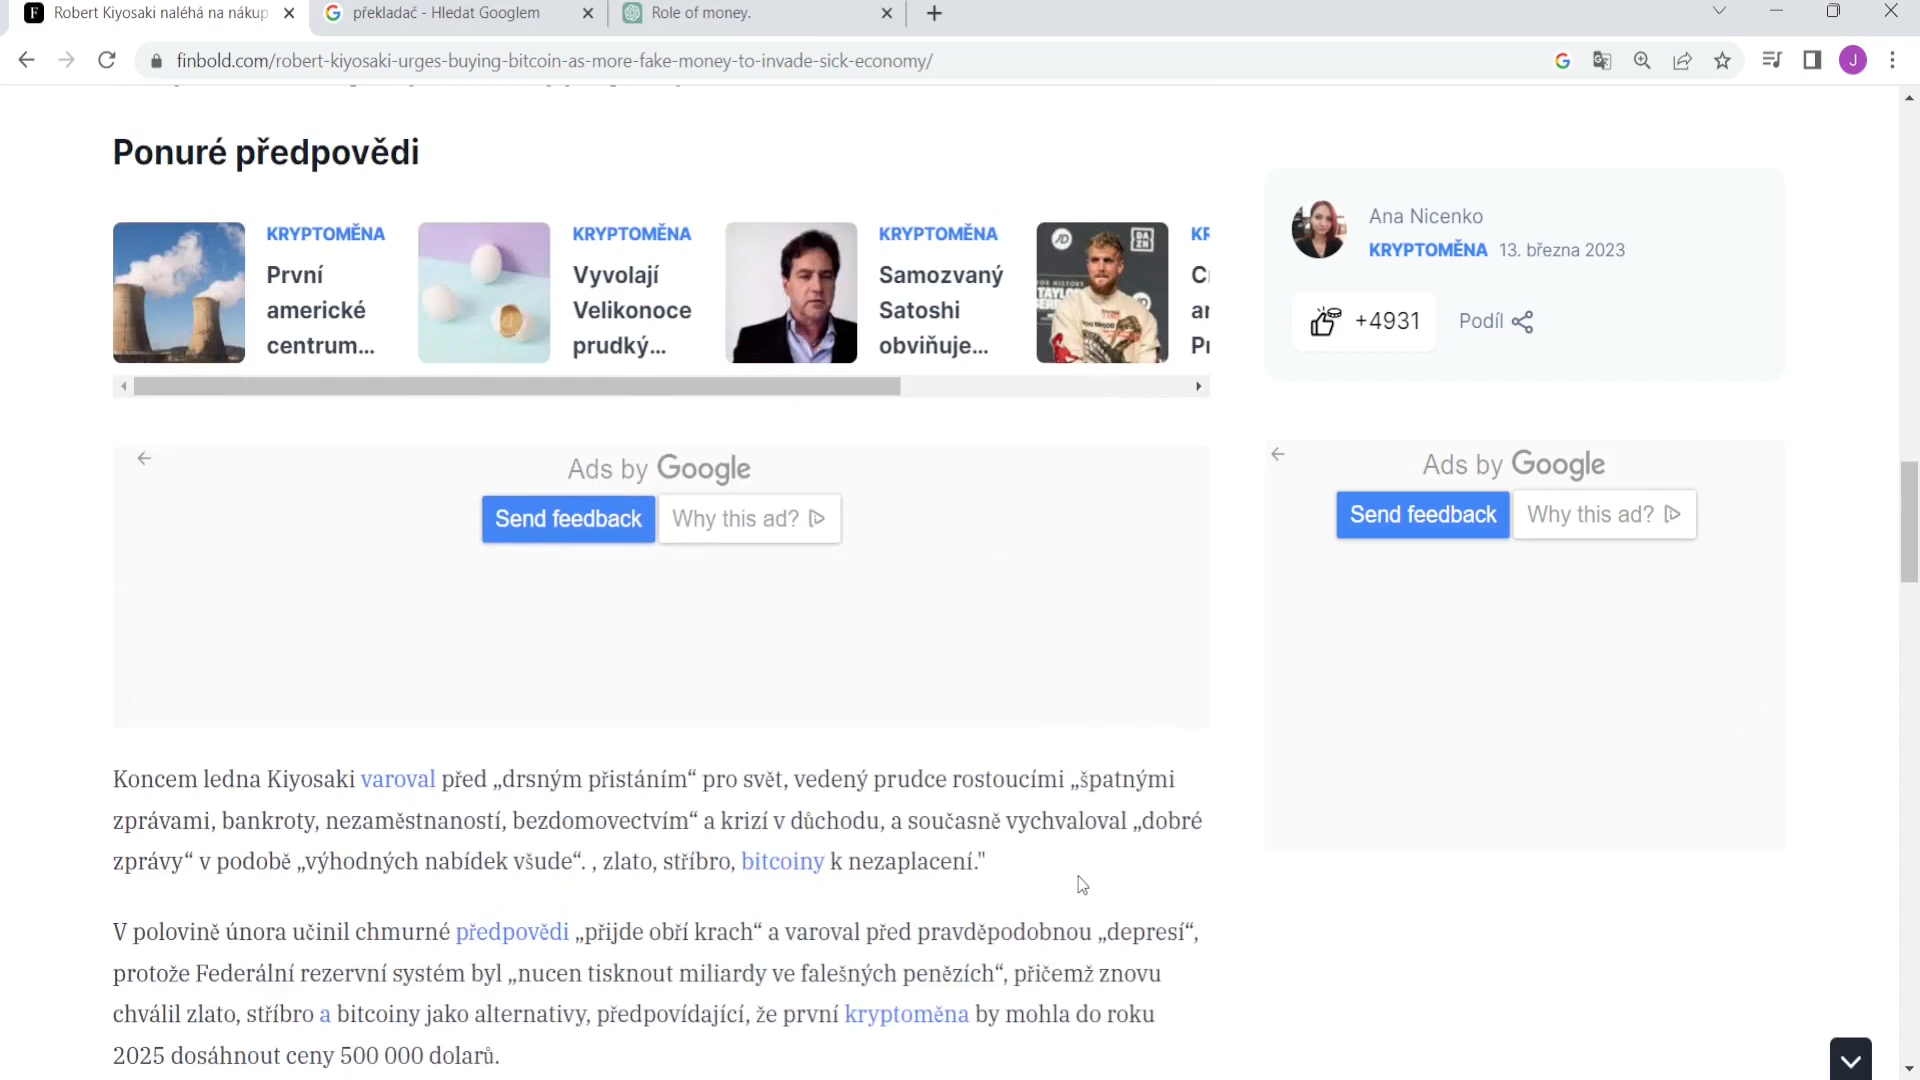 Robert Kiyosaki naléhá na nákup
překladač - Hledat Googlem
Role of money.
finbold.com/robert-kiyosaki-urges-buying-bitcoin-as-more-fake-money-to-invade-sick-economy/
J
Ponuré předpovědi
KRYPTOMĚNA
První
americké
centrum...
KRYPTOMĚNA
Vyvolají
Velikonoce
prudký...
KRYPTOMĚNA
Samozvaný
Satoshi
obviňuje...
Ana Nicenko
KRYPTOMĚNA 13. března 2023
+4931 Podíl
Ads by Google
Send feedback Why this ad?
Ads by Google
Send feedback Why this ad?
Koncem ledna Kiyosaki varoval před „drsným přistáním“ pro svět, vedený prudce rostoucími „špatnými
zprávami, bankroty, nezaměstnaností, bezdomovectvím“ a krizí v důchodu, a současně vychvaloval „dobré
zprávy“ v podobě „výhodných nabídek všude“. , zlato, stříbro, bitcoiny k nezaplacení."
V polovině února učinil chmurné předpovědi „přijde obří krach“ a varoval před pravděpodobnou „depresí“,
protože Federální rezervní systém byl „nucen tisknout miliardy ve falešných penězích“, přičemž znovu
chválil zlato, stříbro a bitcoiny jako alternativy, předpovídající, že první kryptoměna by mohla do roku
2025 dosáhnout ceny 500 000 dolarů.